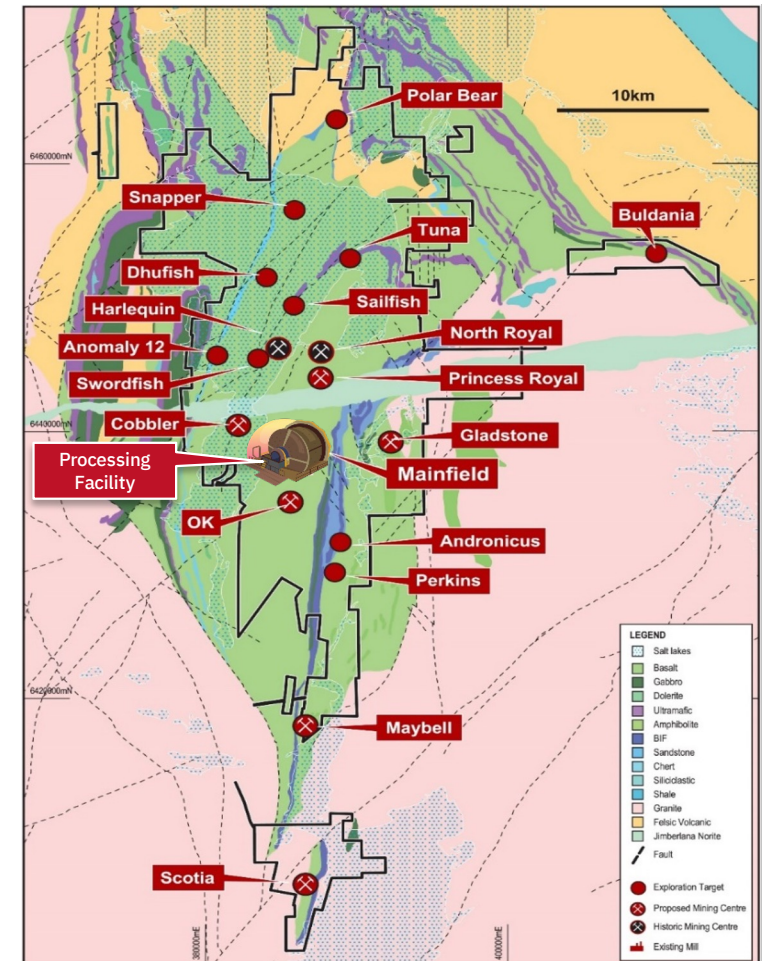 Polar Bear
10km
6460000mN
Snapper
Buldania
Tuna
Dhufish
Sailfish
Harlequin
North Royal
Anomaly 12
Swordfish
Princess Royal
Cobbler
6440000mN
Gladstone
Processing
Facility
Mainfield
OK
Andronicus
Perkins
LEGEND
Salt lakes
Basalt
Gabbro
Dolerite
Ultramafic
Amphibolite
BIF
Sandstone
Chert
Siliciclastic
Shale
Granite
Felsic Volcanic
Jimberlana Norite
Fault
Exploration Target
Proposed Mining Centre
Historic Mining Centre
Existing Mill
6420000mN
Maybell
Scotia
380000mE
400000mE